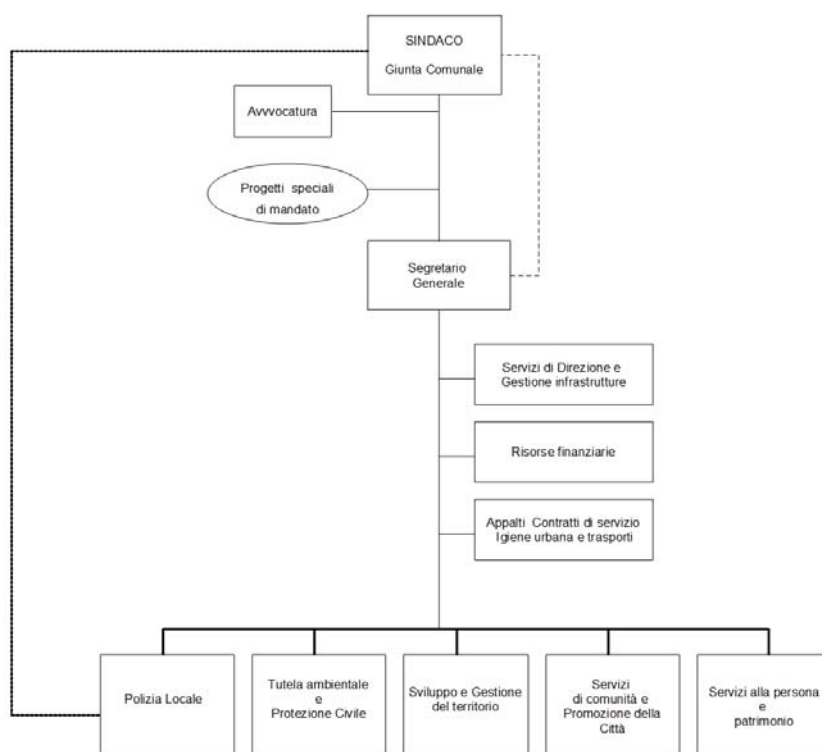 SINDACO
Giunta Comunale
Avvvocatura
Progetti speciali
di mandato
Segretario
Generale
Servizi di Direzione e
Gestione infrastrutture
Risorse finanziarie
Appalti Contratti di servizio
Igiene urbana e trasporti
Polizia Locale
Tutela ambientale
e
Protezione Civile
Sviluppo e Gestione
del territorio
Servizi
di comunità e
Promozione della
Città
Servizi alla persona
e
patrimonio